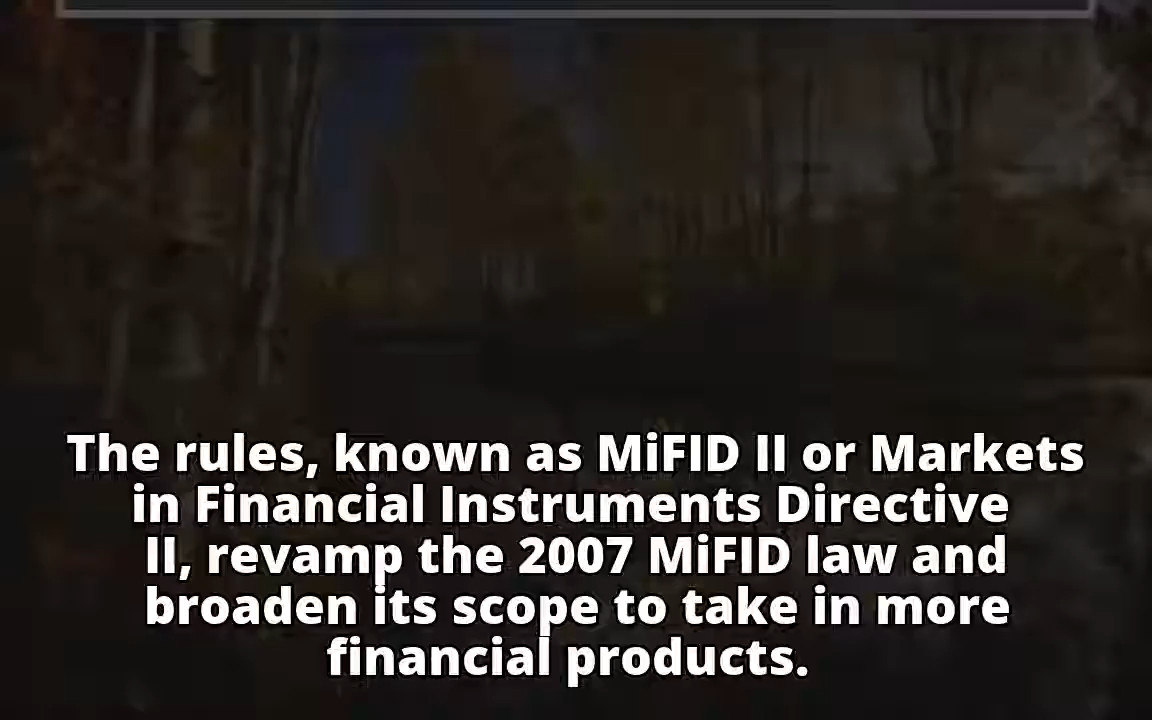 The rules, known as MiFID II or Markets
in Financial Instruments Directive
II, revamp the 2007 MiFID law and
broaden its scope to take in more
financial products.